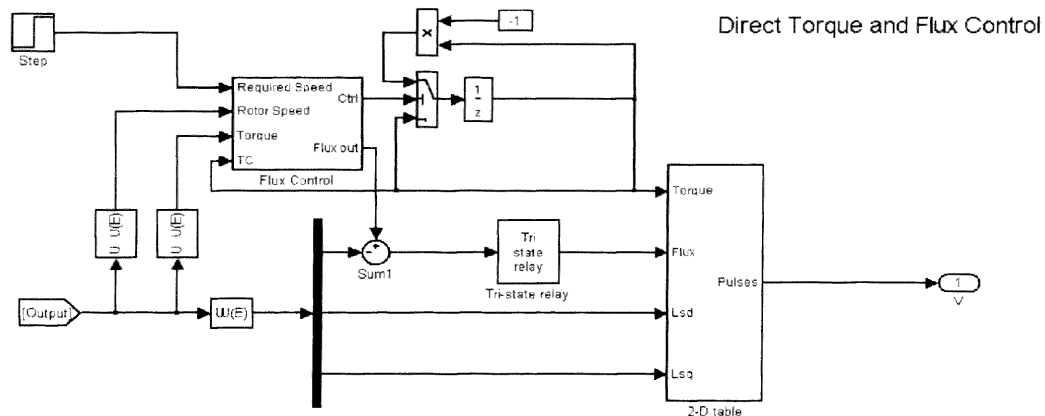 Direct Torque and Flux Control
-1
x
Step
Required Speed
Rotor Speed
Torque
TC
Ctrl
Flux out
Flux Control
1
z
U U(E)
U U(E)
Tri
state
relay
Tri-state relay
Sum1
- +
[Output]
Torque
Flux
Lsd
Lsq
Pulses
2-D table
1
V